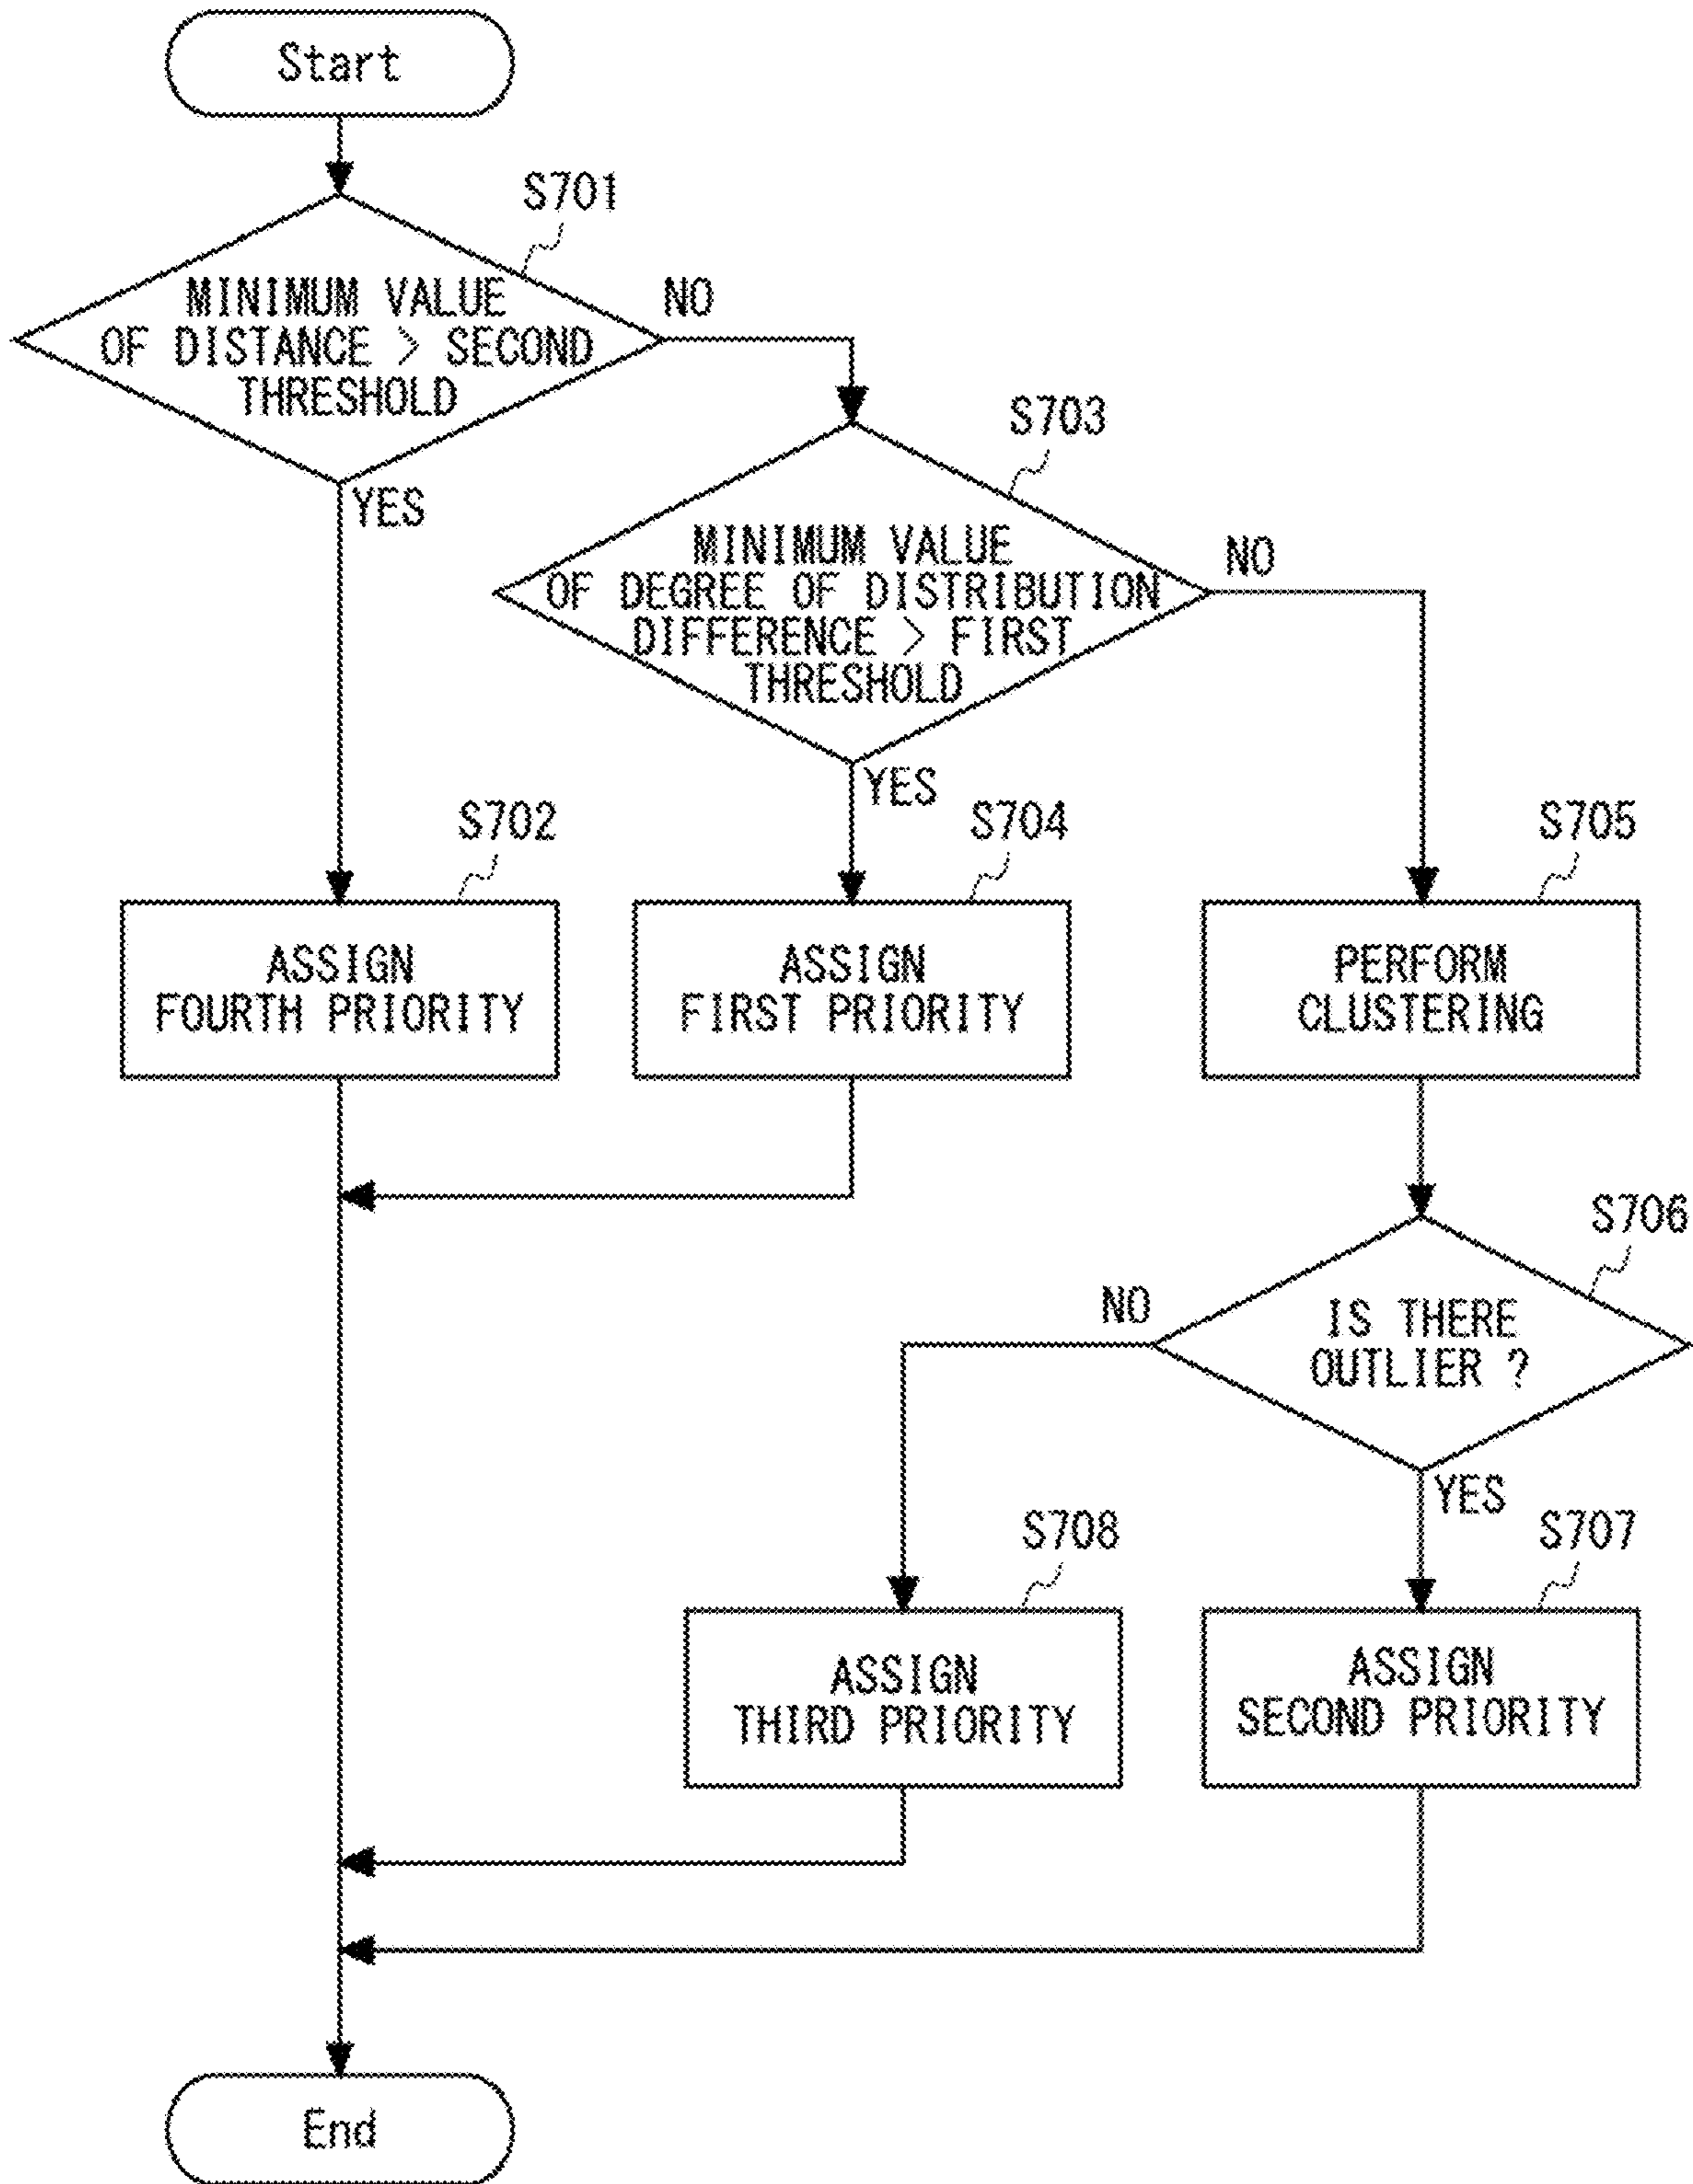 Start
S701
MINIMUM VALUE
OF DISTANCE > SECOND
THRESHOLD
NO
YES
S703
MINIMUM VALUE
OF DEGREE OF DISTRIBUTION
DIFFERENCE > FIRST
THRESHOLD
NO
YES
S702
ASSIGN
FOURTH PRIORITY
S704
ASSIGN
FIRST PRIORITY
S705
PERFORM
CLUSTERING
S706
IS THERE
OUTLIER ?
NO
YES
S708
ASSIGN
THIRD PRIORITY
S707
ASSIGN
SECOND PRIORITY
End